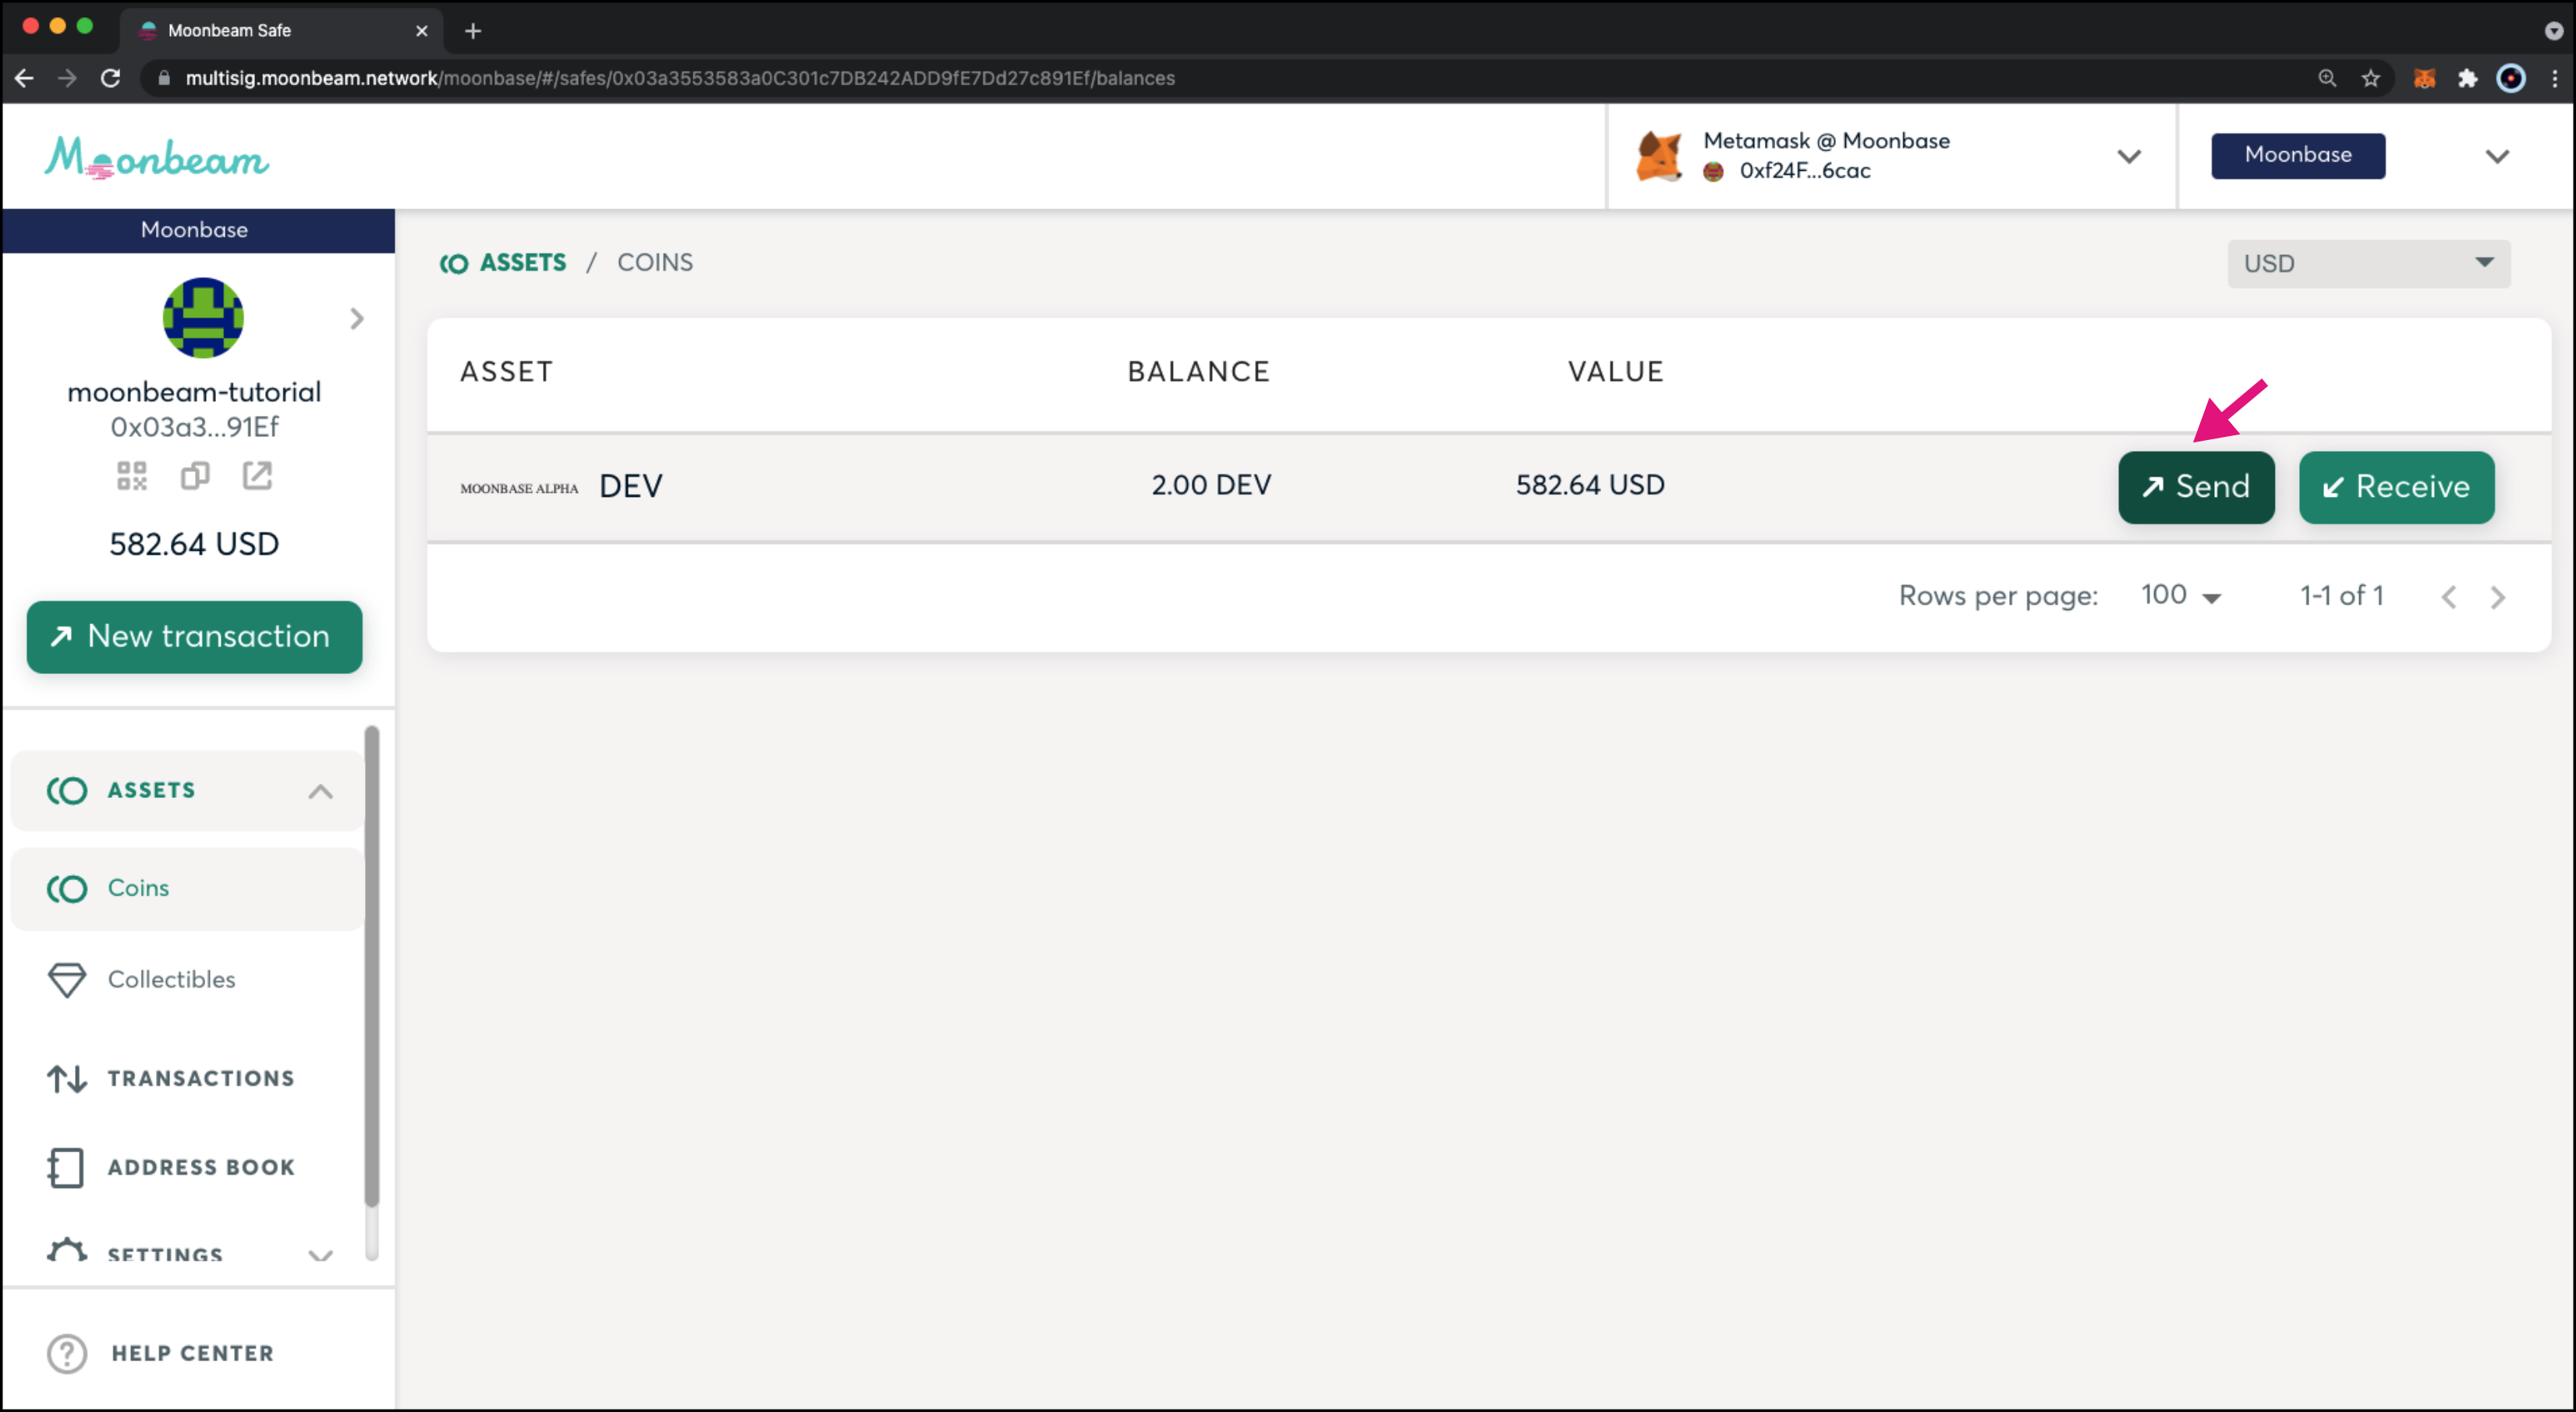 Moonbeam Safe
multisig.moonbeam.network/moonbase/#/safes/0x03a3553583a0C301c7DB242ADD9fE7Dd27c891Ef/balances
Moonbeam
Metamask @ Moonbase
0xf24F...6cac
Moonbase
Moonbase
moonbeam-tutorial
0x03a3...91Ef
582.64 USD
New transaction
ASSETS
Coins
Collectibles
TRANSACTIONS
ADDRESS BOOK
SETTINGS
HELP CENTER
ASSETS / COINS
USD
ASSET BALANCE VALUE
MOONBASE ALPHA DEV 2.00 DEV 582.64 USD Send Receive
Rows per page: 100 1-1 of 1